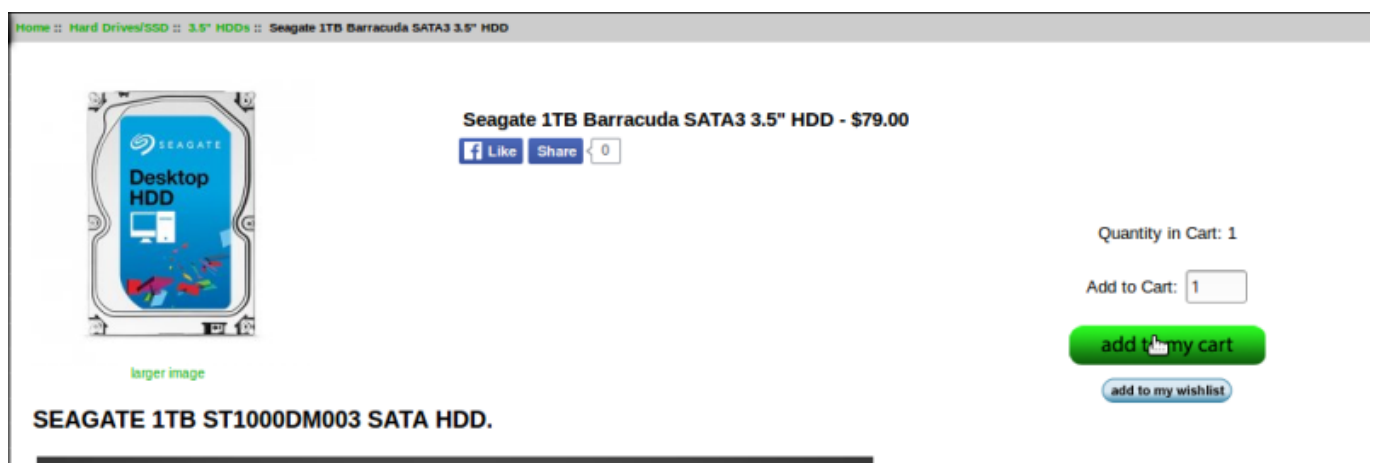 Home :: Hard Drives/SSD :: 3.5" HDDs :: Seagate 1TB Barracuda SATA3 3.5" HDD
SEAGATE
Desktop
HDD
larger image
Seagate 1TB Barracuda SATA3 3.5" HDD - $79.00
Like Share 0
Quantity in Cart: 1
Add to Cart: 1
add to my cart
add to my wishlist
SEAGATE 1TB ST1000DM003 SATA HDD.